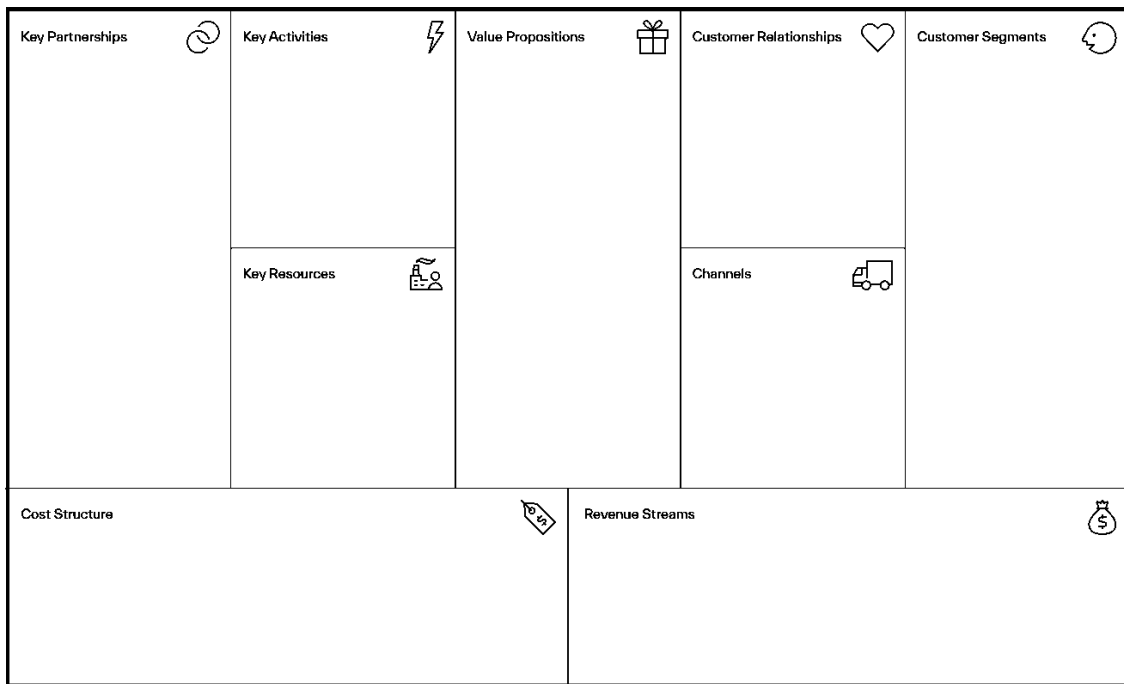 Key Partnerships
Key Activities
Value Propositions
Customer Relationships
Customer Segments
Key Resources
Channels
Cost Structure
$
Revenue Streams
$